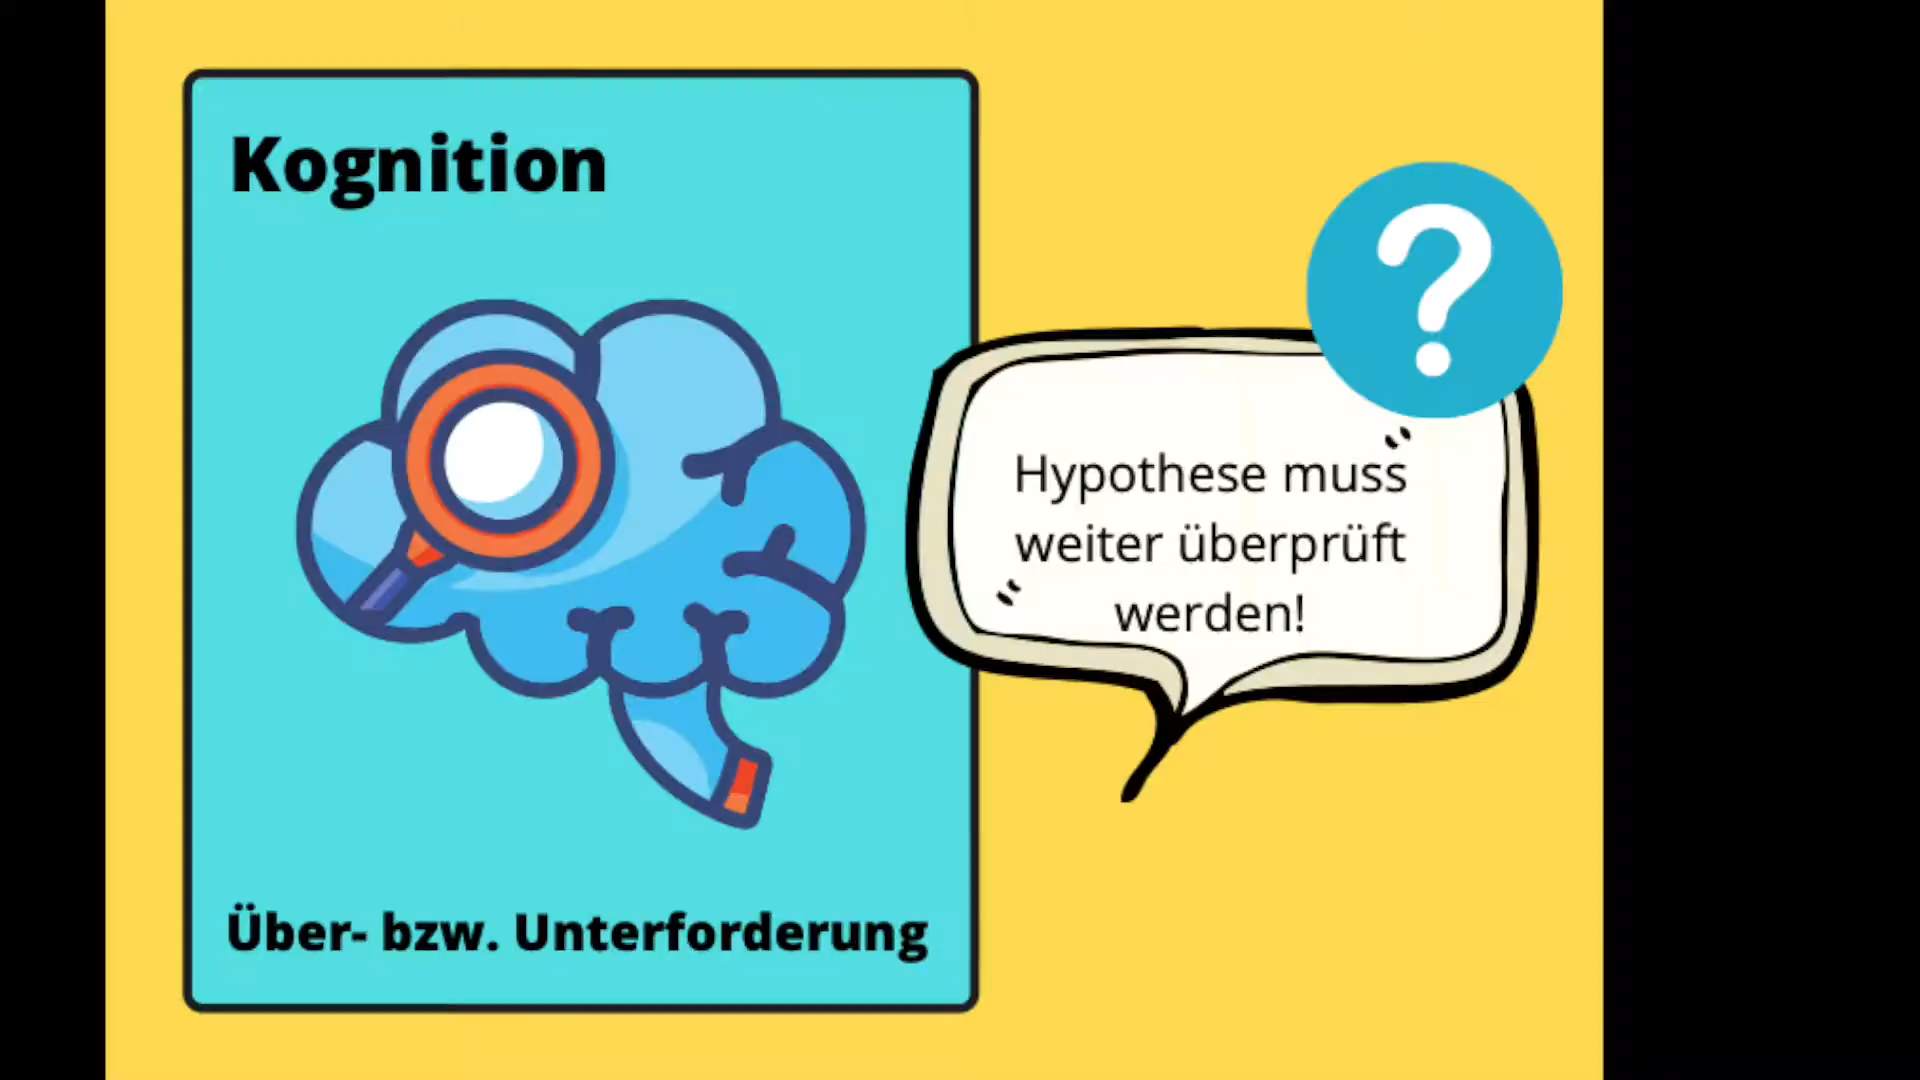 Kognition
?
Hypothese muss
weiter überprüft
werden!
Über- bzw. Unterforderung